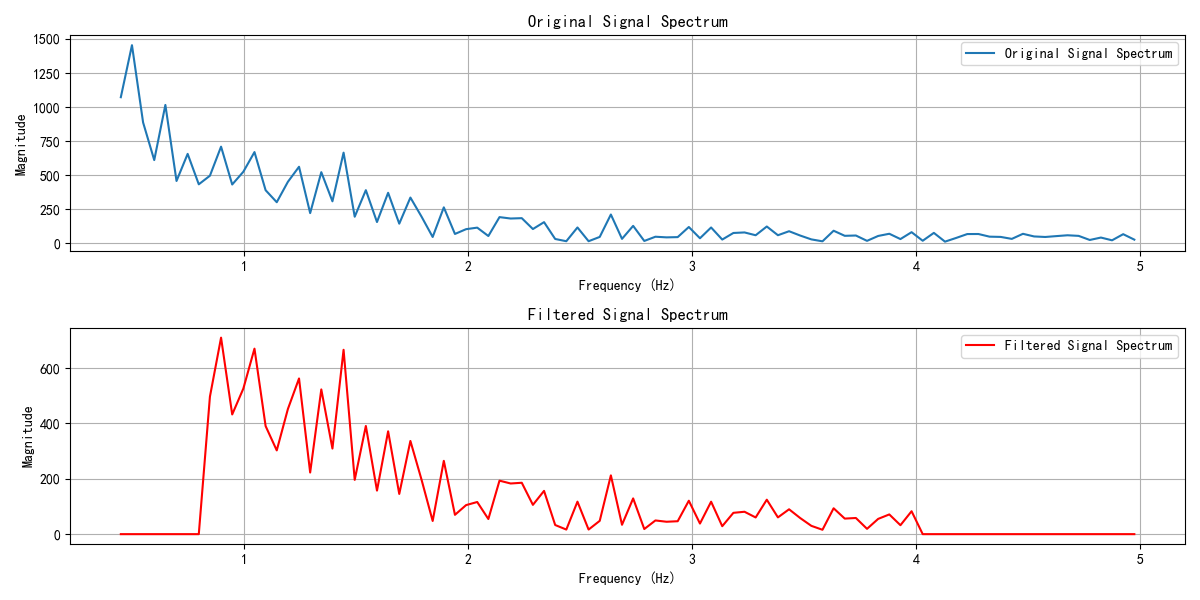 Original Signal Spectrum
1500
1250
1000
750
500
250
0
Magnitude
Original Signal Spectrum
1 2 3 4 5
Frequency (Hz)
Filtered Signal Spectrum
600
400
200
0
Magnitude
Filtered Signal Spectrum
1 2 3 4 5
Frequency (Hz)